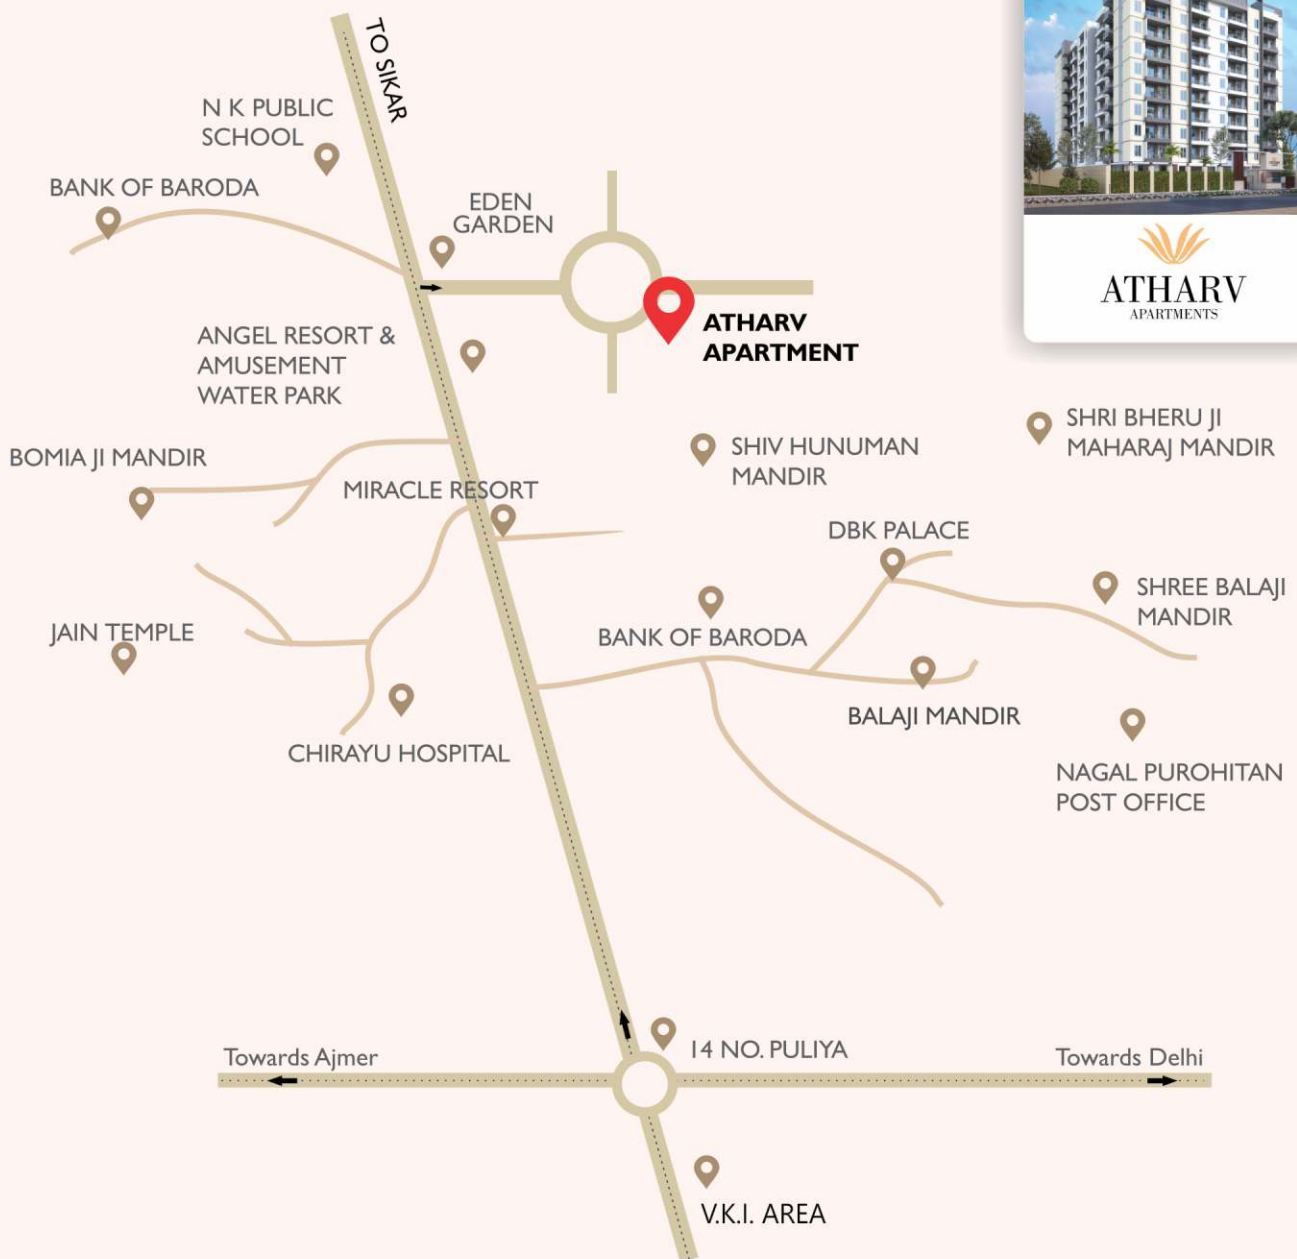 TO SIKAR
N K PUBLIC
SCHOOL
BANK OF BARODA
EDEN
GARDEN
ATHARV
APARTMENTS
ATHARV
APARTMENT
ANGEL RESORT &
AMUSEMENT
WATER PARK
SHRI BHERU JI
MAHARAJ MANDIR
SHIV HUNUMAN
MANDIR
BOMIA JI MANDIR
MIRACLE RESORT
DBK PALACE
SHREE BALAJI
MANDIR
JAIN TEMPLE
BANK OF BARODA
BALAJI MANDIR
CHIRAYU HOSPITAL
NAGAL PUROHITAN
POST OFFICE
14 NO. PULIYA
Towards Ajmer
Towards Delhi
V.K.I. AREA